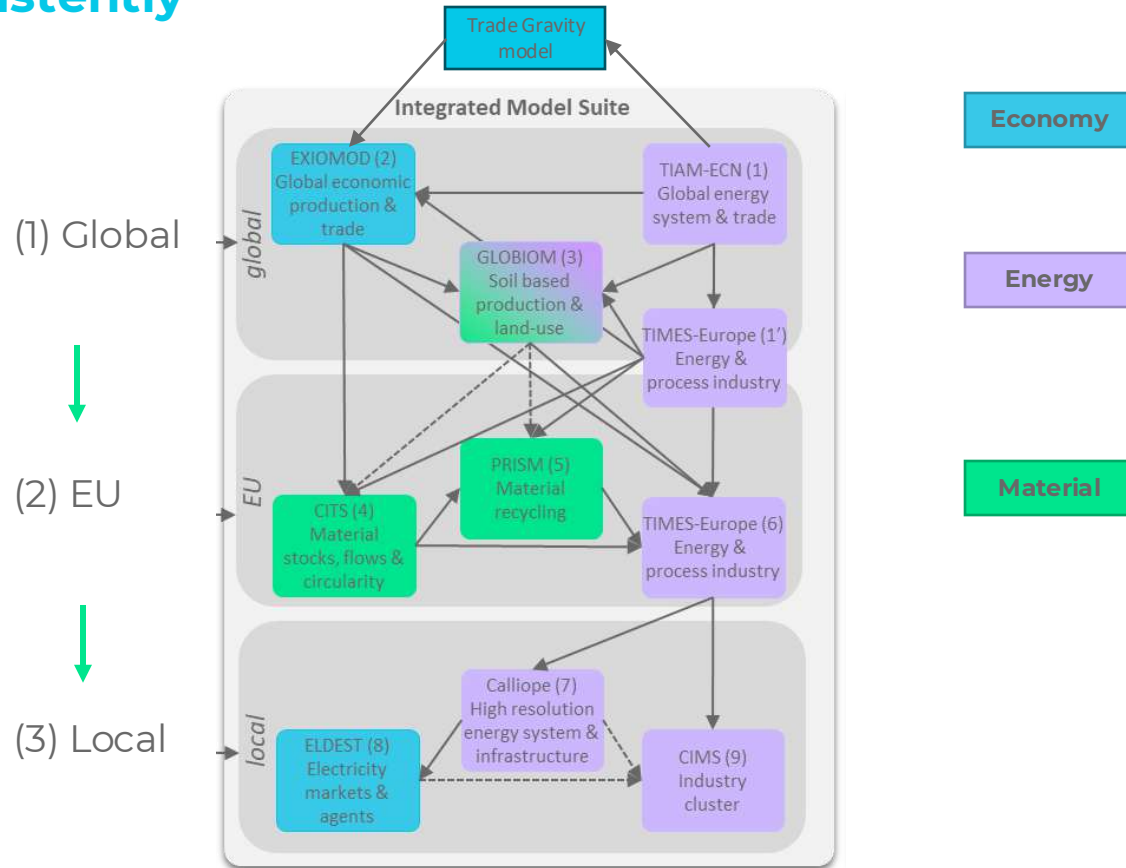 istently
Trade Gravity
model
Integrated Model Suite
Economy
Energy
Material
(1) Global
(2) EU
(3) Local
global
EXIOMOD (2)
Global economic
production &
trade
TIAM-ECN (1)
Global energy
system & trade
GLOBIOM (3)
Soil based
production &
land-use
TIMES-Europe (1’)
Energy &
process industry
EU
PRISM (5)
Material
recycling
CITS (4)
Material
stocks, flows &
circularity
TIMES-Europe (6)
Energy &
process industry
local
Calliope (7)
High resolution
energy system &
infrastructure
ELDEST (8)
Electricity
markets &
agents
CIMS (9)
Industry
cluster